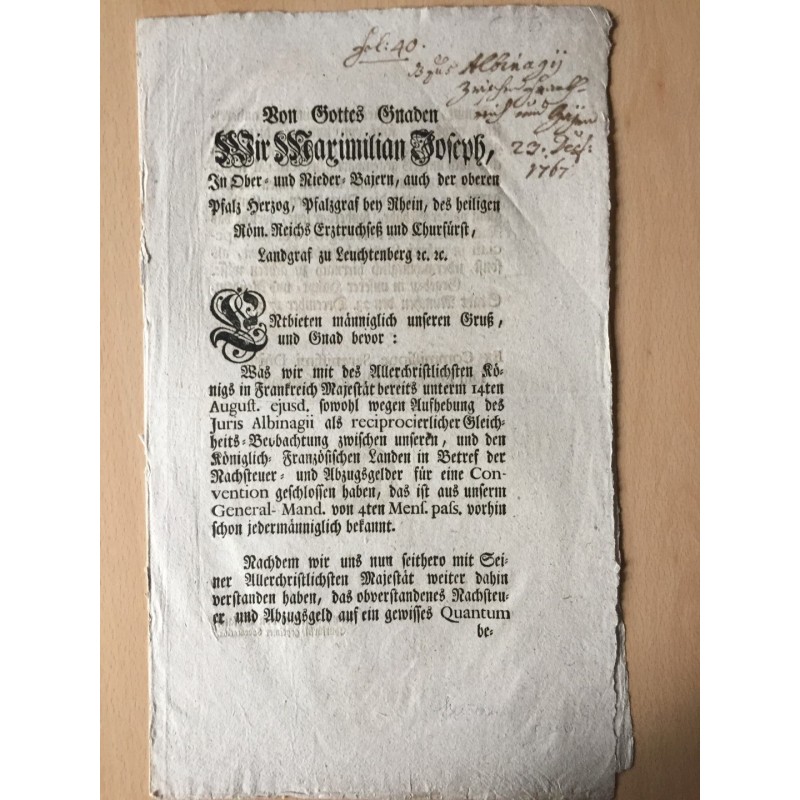 fol: 40.
Albinagÿ
23. Dec:
1767
Von Gottes Gnaden
Wir Maximilian Joseph,
In Ober- und Nieder-Bajern, auch der oberen
Pfalz Herzog, Pfalzgraf bey Rhein, des heiligen
Röm. Reichs Erztruchseß und Churfürst,
Landgraf zu Leuchtenberg ꝛc. ꝛc.
ENtbieten männiglich unseren Gruß,
und Gnad bevor :
Was wir mit des Allerchristlichsten Kö-
nigs in Frankreich Majestät bereits unterm 14ten
August. ejusd. sowohl wegen Aufhebung des
Juris Albinagii als reciprocierlicher Gleich-
heits-Beobachtung zwischen unseren, und den
Königlich- Französischen Landen in Betref der
Nachsteuer- und Abzugsgelder für eine Con-
vention geschlossen haben, das ist aus unserm
General- Mand. von 4ten Mens. pass. vorhin
schon jedermänniglich bekannt.
Nachdem wir uns nun seithero mit Sei-
ner Allerchristlichsten Majestät weiter dahin
verstanden haben, das obverstandenes Nachsteu-
er und Abzugsgeld auf ein gewisses Quantum
be-